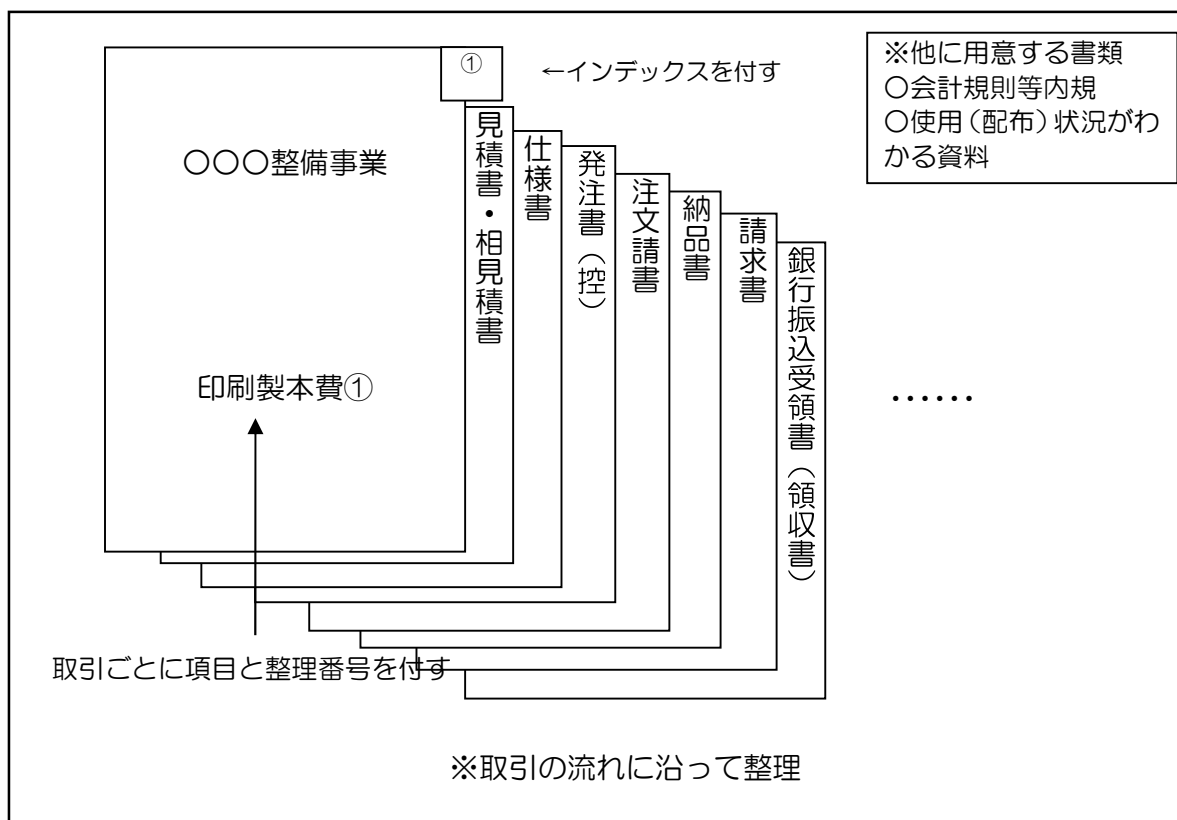 ①
←インデックスを付す
〇〇〇整備事業
印刷製本費①
見積書・相見積書
仕様書
発注書（控）
注文請書
納品書
請求書
銀行振込受領書（領収書）
……
※他に用意する書類
〇会計規則等内規
〇使用（配布）状況がわ
かる資料
取引ごとに項目と整理番号を付す
※取引の流れに沿って整理